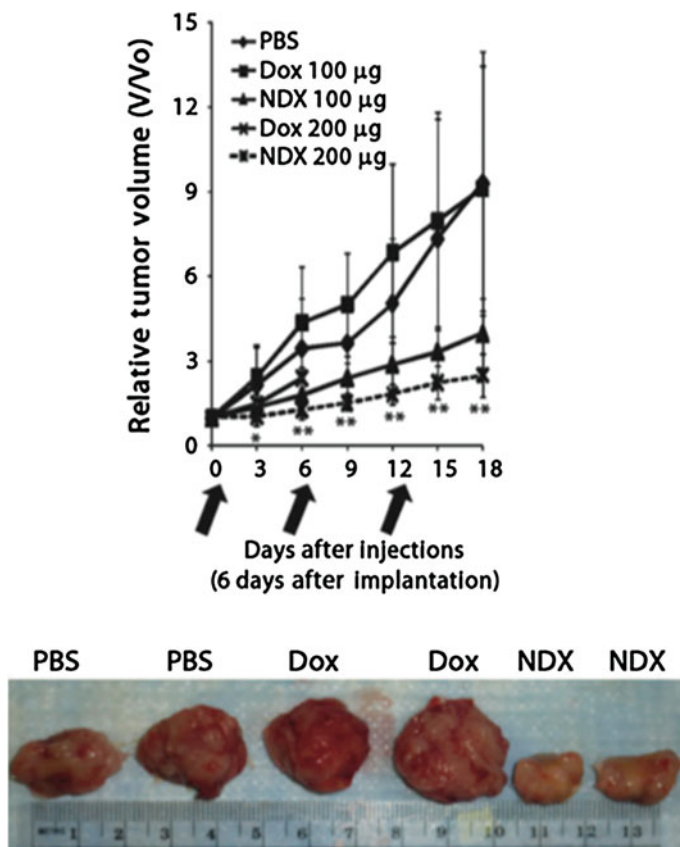 15
12
9
6
3
0
Relative tumor volume (V/Vo)
PBS
Dox 100 µg
NDX 100 µg
Dox 200 µg
NDX 200 µg
* ** ** ** ** **
0 3 6 9 12 15 18
Days after injections
(6 days after implantation)
PBS PBS Dox Dox NDX NDX
1 2 3 4 5 6 7 8 9 10 11 12 13